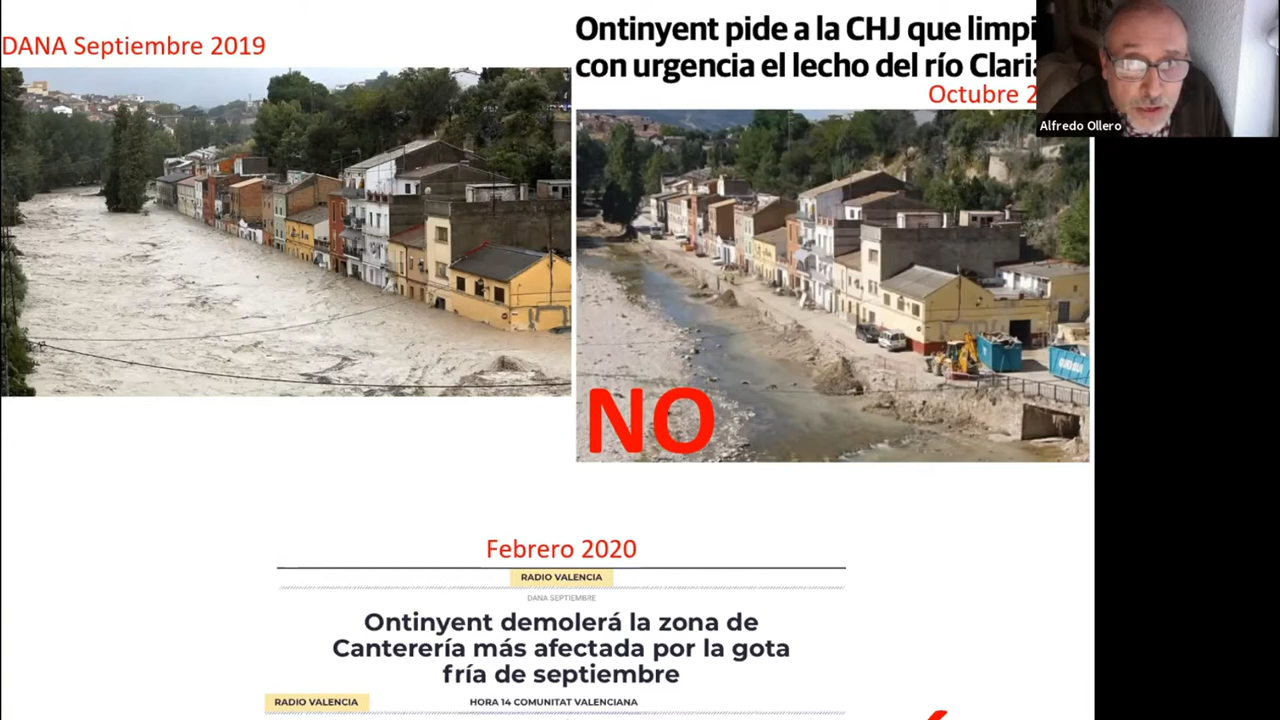 DANA Septiembre 2019
Ontinyent pide a la CHJ que limpi
con urgencia el lecho del río Claria
Octubre 2
Alfredo Ollero
NO
Febrero 2020
RADIO VALENCIA
DANA SEPTIEMBRE
Ontinyent demolerá la zona de
Canterería más afectada por la gota
fría de septiembre
RADIO VALENCIA
HORA 14 COMUNITAT VALENCIANA